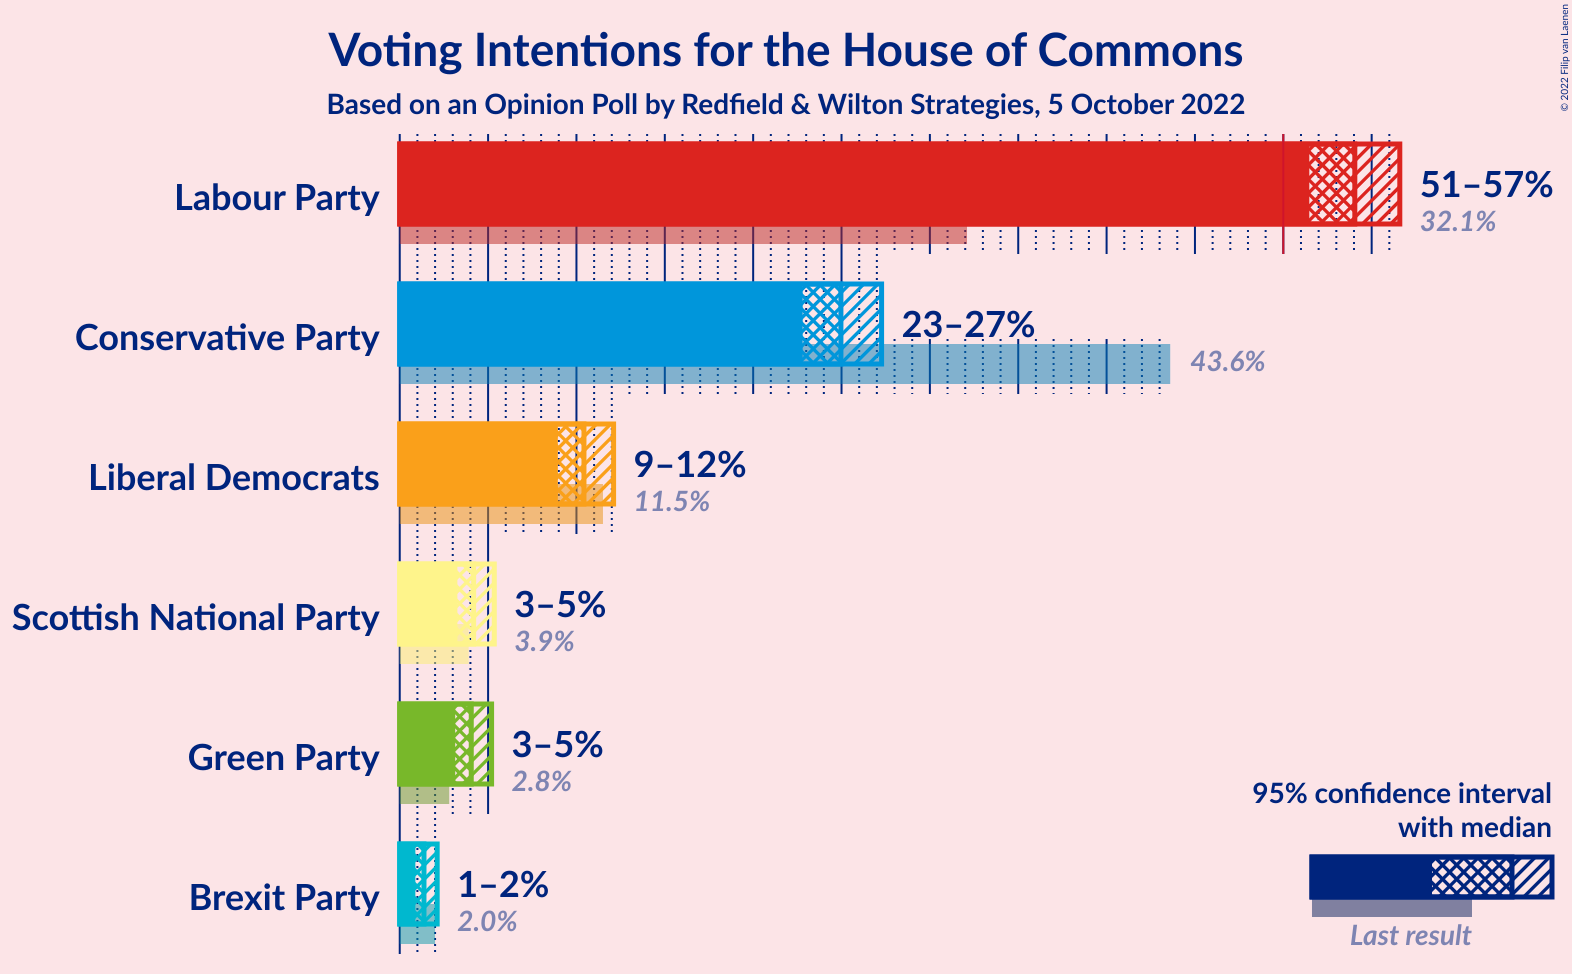 Voting Intentions for the House of Commons
Based on an Opinion Poll by Redfield & Wilton Strategies, 5 October 2022
© 2022 Filip van Laenen
Labour Party
51–57%
32.1%
Conservative Party
23–27%
43.6%
Liberal Democrats
9–12%
11.5%
Scottish National Party
3–5%
3.9%
Green Party
3–5%
2.8%
Brexit Party
1–2%
2.0%
95% confidence interval
with median
Last result